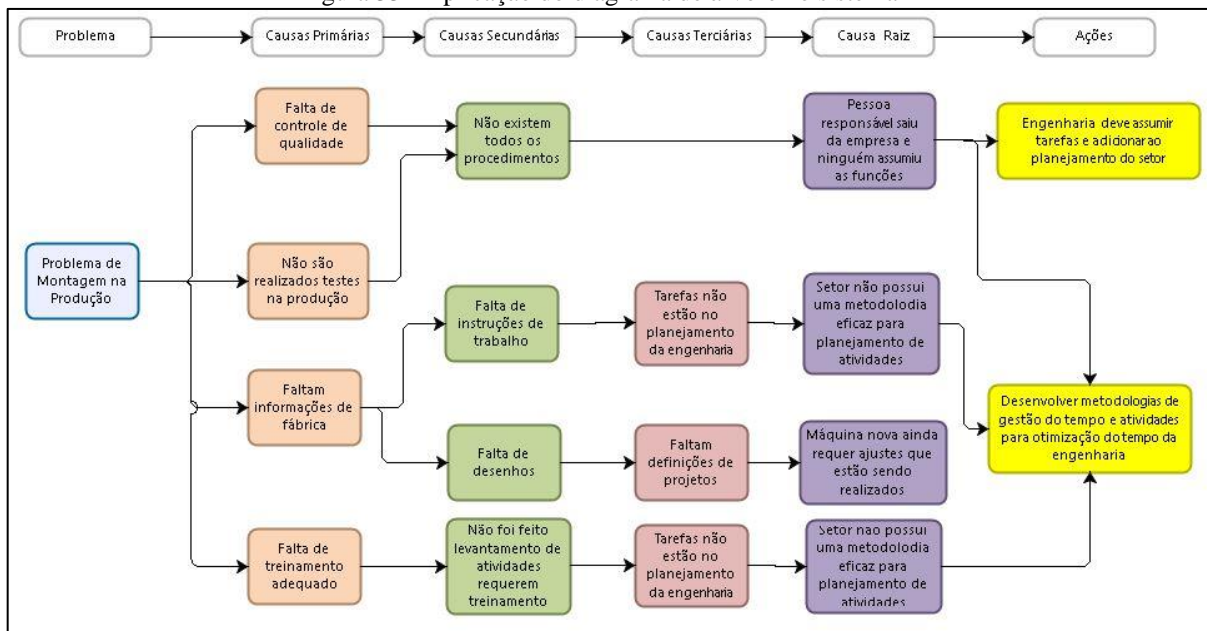 Problema
Causas Primárias
Causas Secundárias
Causas Terciárias
Causa Raiz
Ações
Falta de
controle de
qualidade
Não existem
todos os
procedimentos
Pessoa
responsável saiu
da empresa e
ninguém assumiu
as funções
Engenharia deve assumir
tarefas e adicionar ao
planejamento do setor
Problema de
Montagem na
Produção
Não são
realizados testes
na produção
Falta de
instruções de
trabalho
Tarefas não
estão no
planejamento
da engenharia
Setor não possui
uma metodolodia
eficaz para
planejamento de
atividades
Faltam
informações de
fábrica
Desenvolver metodologias de
gestão do tempo e atividades
para otimização do tempo da
engenharia
Falta de
desenhos
Faltam
definições de
projetos
Máquina nova ainda
requer ajustes que
estão sendo
realizados
Falta de
treinamento
adequado
Não foi feito
levantamento de
atividades
requerem
treinamento
Tarefas não
estão no
planejamento
da engenharia
Setor não possui
uma metodolodia
eficaz para
planejamento de
atividades